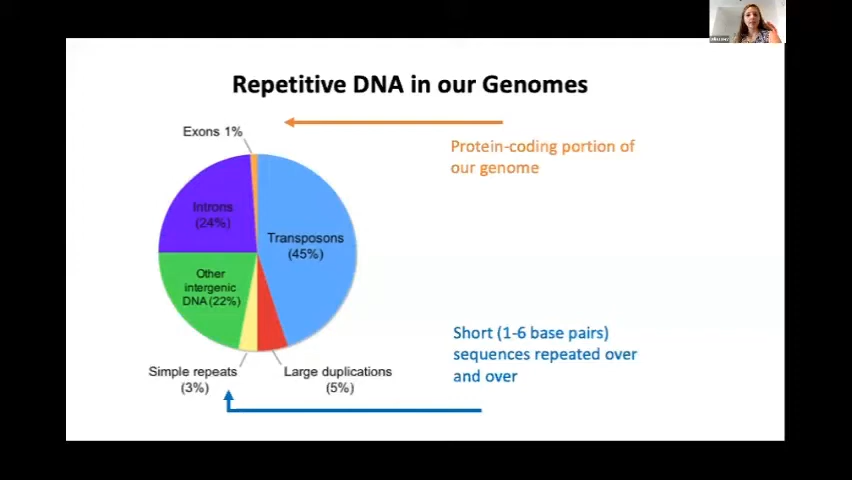 Repetitive DNA in our Genomes
Exons 1%
Protein-coding portion of
our genome
Introns
(24%)
Transposons
(45%)
Other
intergenic
DNA (22%)
Short (1-6 base pairs)
sequences repeated over
and over
Simple repeats
(3%)
Large duplications
(5%)